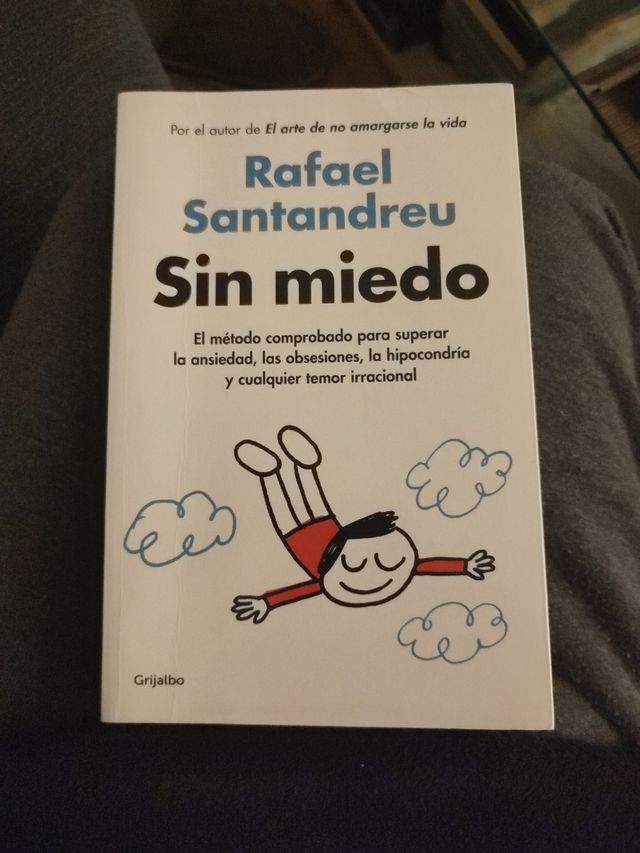 Por el autor de El arte de no amargarse la vida
Rafael
Santandreu
Sin miedo
El método comprobado para superar
la ansiedad, las obsesiones, la hipocondría
y cualquier temor irracional
Grijalbo